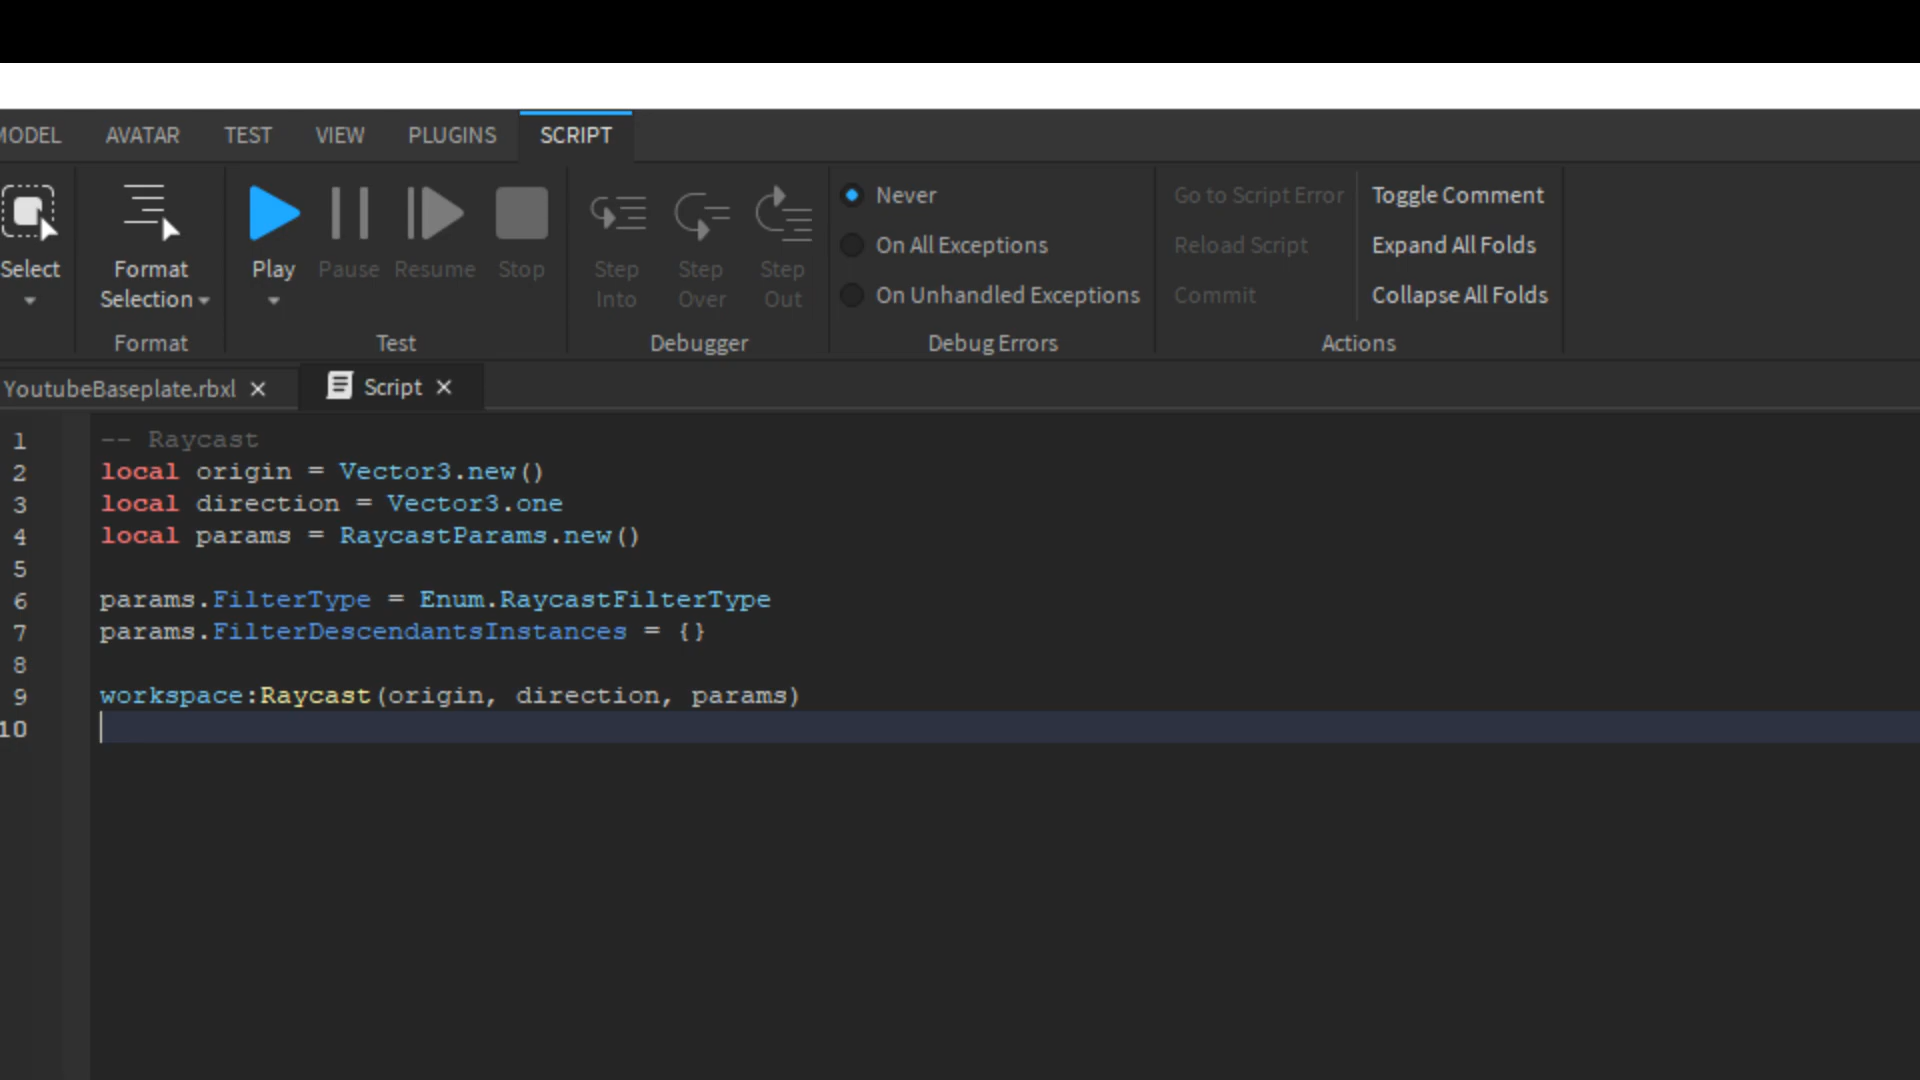 MODEL AVATAR TEST VIEW PLUGINS SCRIPT
Select
Format
Selection
Format
Play Pause Resume Stop
Test
Step
Into
Step
Over
Step
Out
Debugger
Never
On All Exceptions
On Unhandled Exceptions
Debug Errors
Go to Script Error
Reload Script
Commit
Toggle Comment
Expand All Folds
Collapse All Folds
Actions
YoutubeBaseplate.rbxl Script
1 -- Raycast
2 local origin = Vector3.new()
3 local direction = Vector3.one
4 local params = RaycastParams.new()
5
6 params.FilterType = Enum.RaycastFilterType
7 params.FilterDescendantsInstances = {}
8
9 workspace:Raycast(origin, direction, params)
10